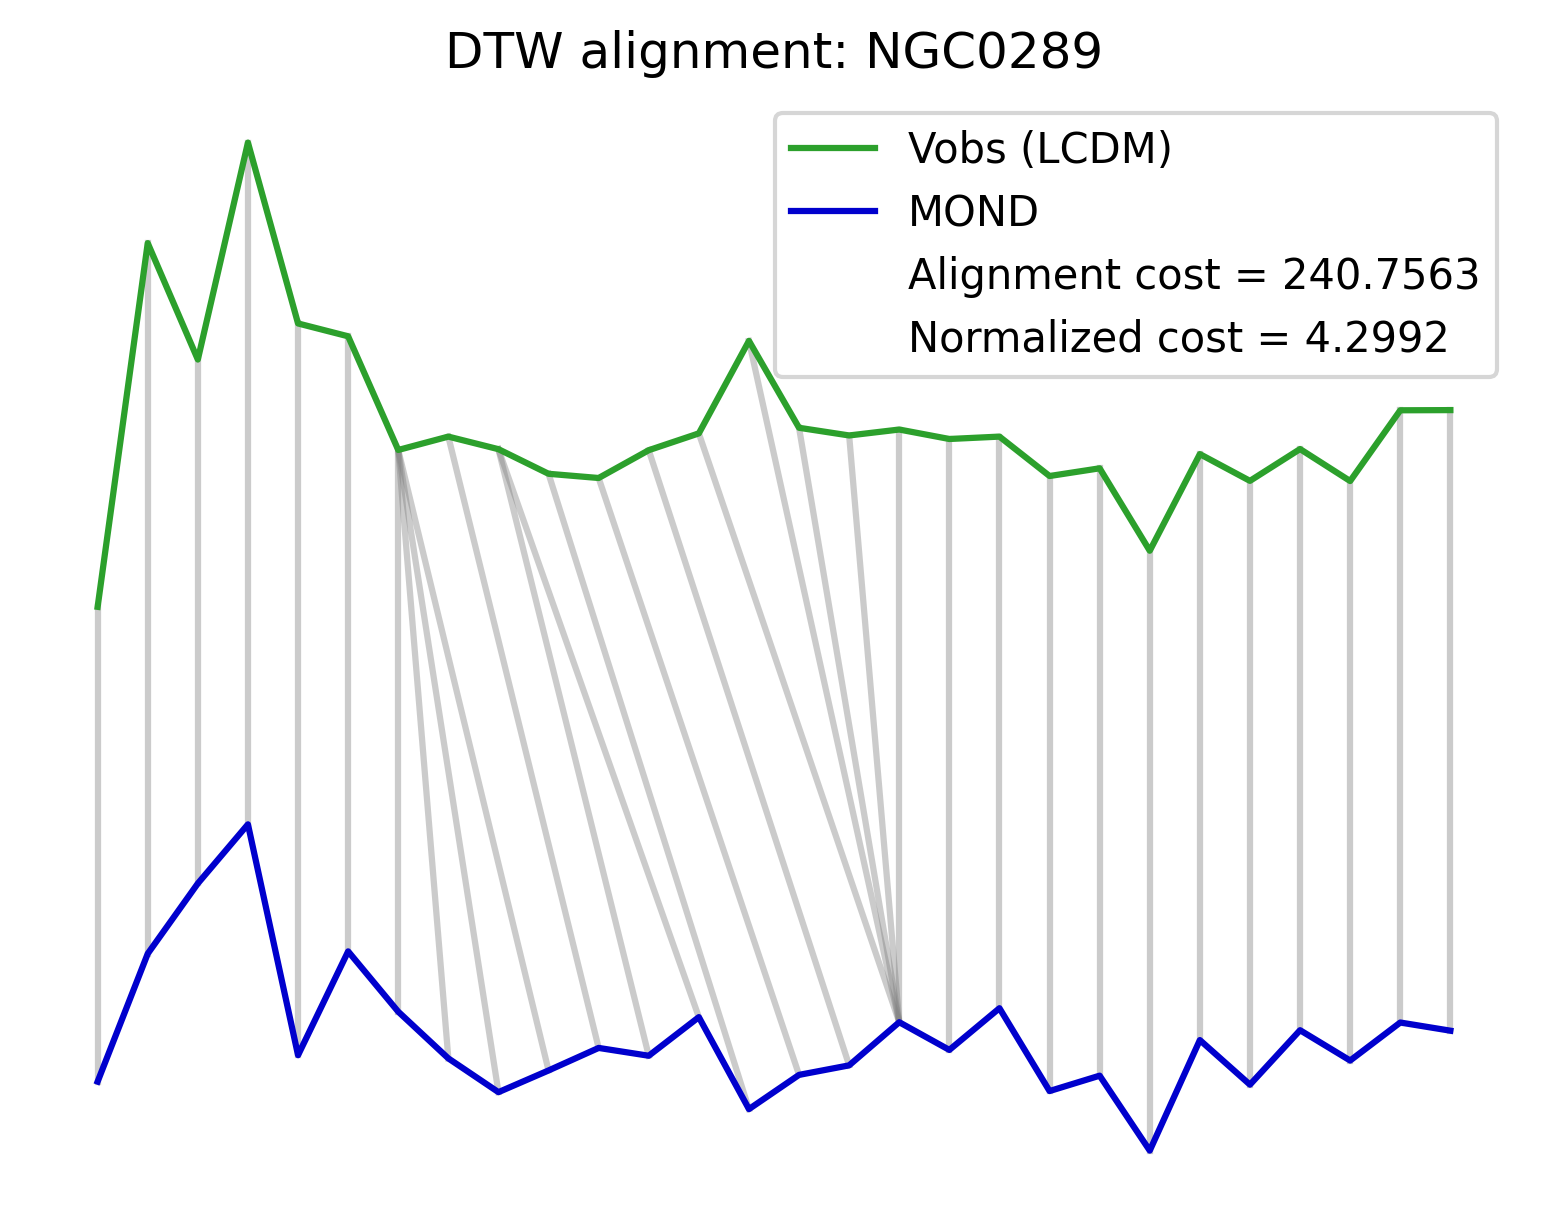 DTW alignment: NGC0289
Vobs (LCDM)
MOND
Alignment cost = 240.7563
Normalized cost = 4.2992